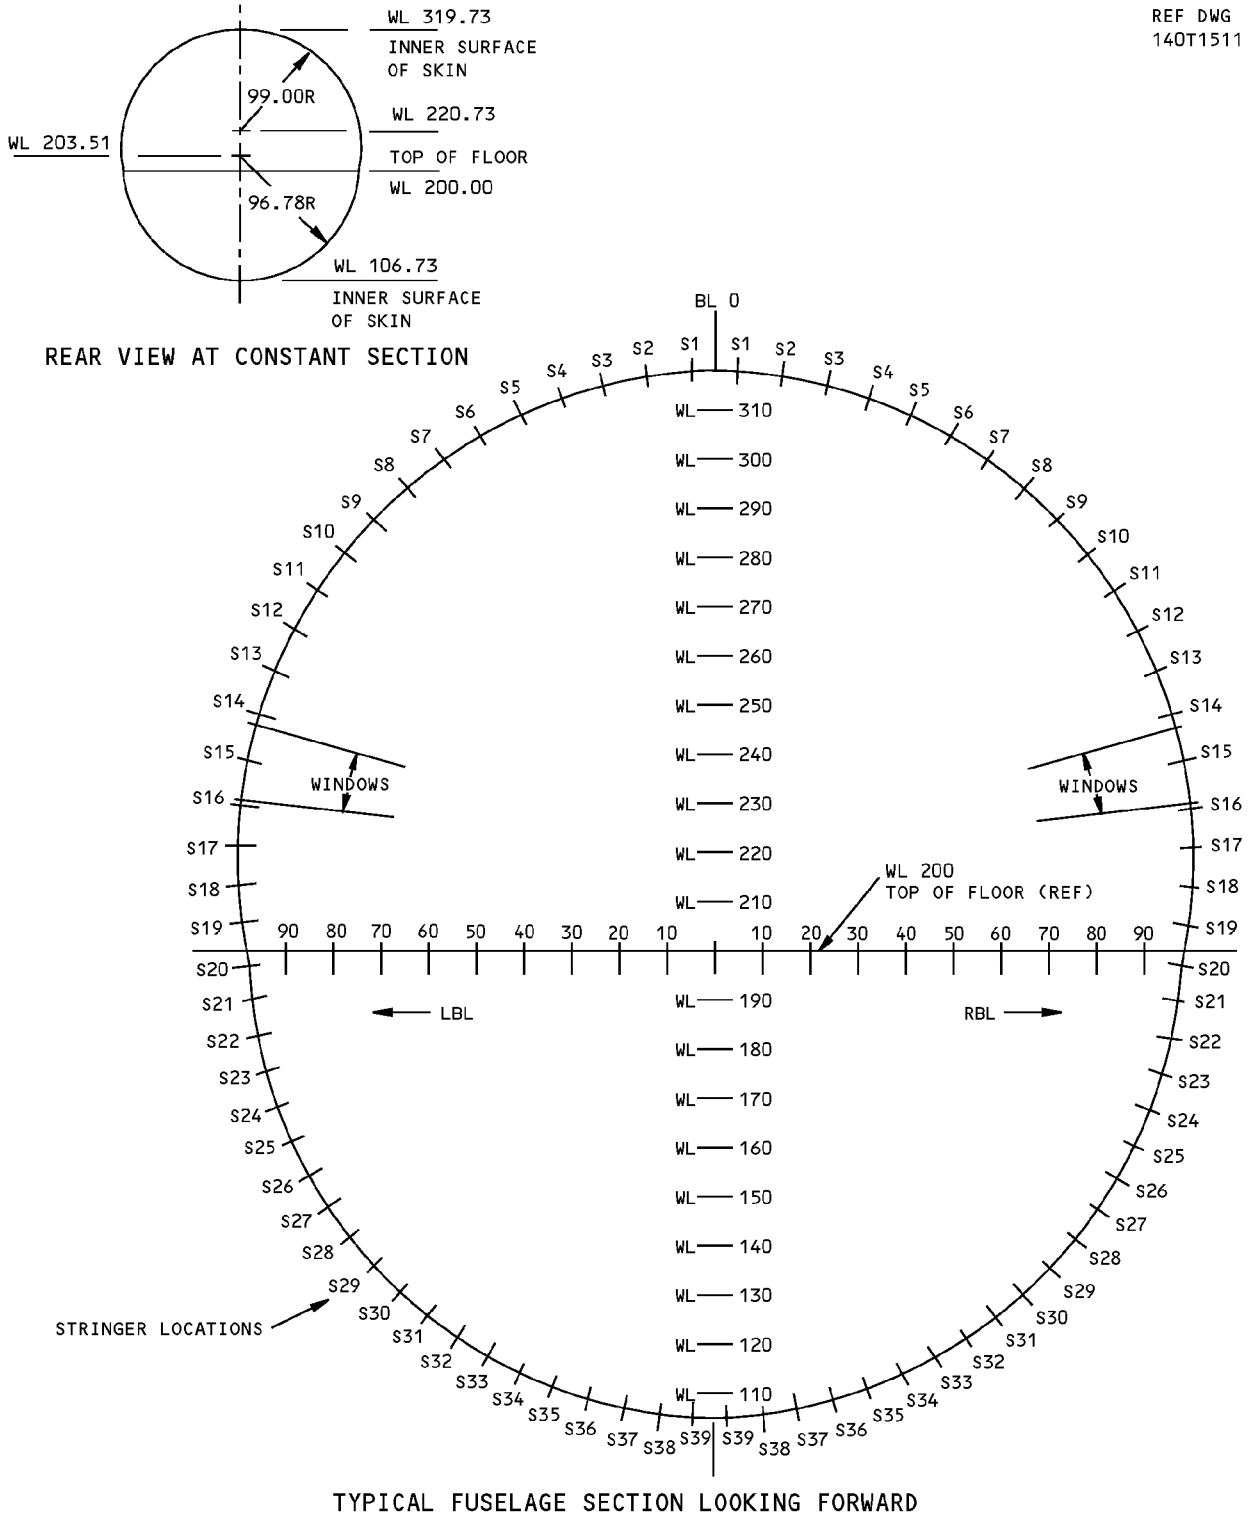 WL 319.73
INNER SURFACE
OF SKIN
REF DWG
140T1511
99.00R
WL 220.73
WL 203.51
TOP OF FLOOR
WL 200.00
96.78R
WL 106.73
INNER SURFACE
OF SKIN
REAR VIEW AT CONSTANT SECTION
BL 0
S1 S1
S2 S2
S3 S3
S4 S4
S5 S5
WL 310
S6 S6
S7 S7
WL 300
S8 S8
S9 S9
WL 290
S10 S10
WL 280
S11 S11
S12 S12
WL 270
S13 S13
WL 260
S14 S14
WL 250
S15 WL 240 S15
WINDOWS WINDOWS
S16 WL 230 S16
S17 WL 220 S17
WL 200
TOP OF FLOOR (REF)
S18 S18
WL 210
S19 S19
90 80 70 60 50 40 30 20 10 10 20 30 40 50 60 70 80 90
S20 S20
S21 WL 190 S21
LBL RBL
S22 WL 180 S22
S23 S23
WL 170
S24 S24
S25 WL 160 S25
S26 S26
WL 150
S27 S27
S28 WL 140 S28
S29 S29
WL 130
S30 S30
STRINGER LOCATIONS
S31 S31
WL 120
S32 S32
S33 S33
S34 WL 110 S34
S35 S35
S36 S36
S37 S37
S38 S39 S39 S38
TYPICAL FUSELAGE SECTION LOOKING FORWARD